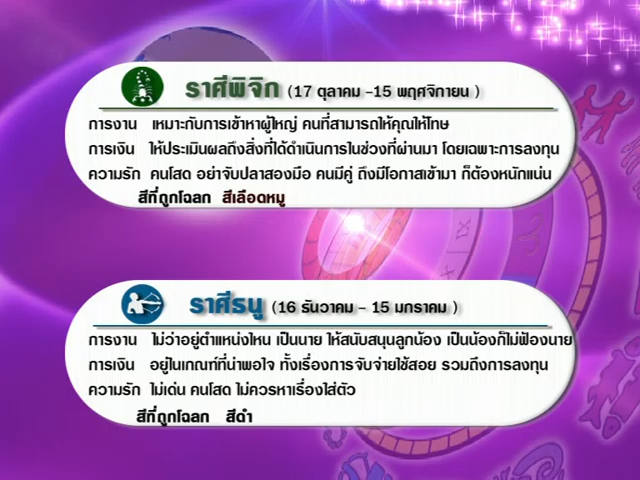 ราศีพิจิก (17 ตุลาคม -15 พฤศจิกายน )
การงาน เหมาะกับการเข้าหาผู้ใหญ่ คนที่สามารถให้คุณให้โทษ
การเงิน ให้ประเมินผลถึงสิ่งที่ได้ดำเนินการในช่วงที่ผ่านมา โดยเฉพาะการลงทุน
ความรัก คนโสด อย่าจับปลาสองมือ คนมีคู่ ถึงมีโอกาสเข้ามา ก็ต้องหนักแน่น
สีที่ถูกโฉลก สีเลือดหมู
ราศีธนู (16 ธันวาคม - 15 มกราคม )
การงาน ไม่ว่าอยู่ตำแหน่งไหน เป็นนาย ให้สนับสนุนลูกน้อง เป็นน้องก็ไม่ฟ้องนาย
การเงิน อยู่ในเกณฑ์ที่น่าพอใจ ทั้งเรื่องการจับจ่ายใช้สอย รวมถึงการลงทุน
ความรัก ไม่เด่น คนโสด ไม่ควรหาเรื่องใส่ตัว
สีที่ถูกโฉลก สีดำ